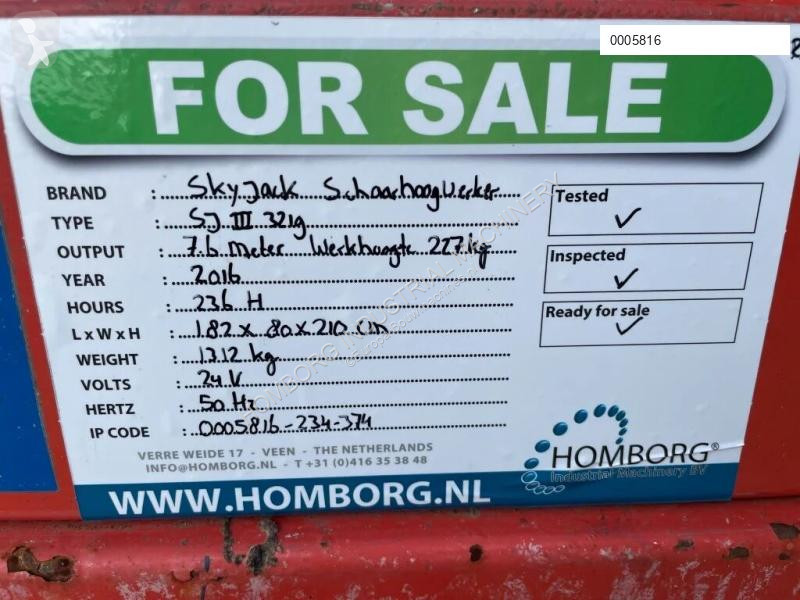 0005816
FOR SALE
BRAND : Skyjack Schaarhoogwerker
TYPE : SJ III 3219
OUTPUT : 7.6 Meter Werkhoogte 227kg
YEAR : 2016
HOURS : 236 H
L x W x H : 182 x 80 x 210 cm
WEIGHT : 1312 kg
VOLTS : 24 V
HERTZ : 50 Hz
IP CODE : 0005816-234-374
Tested ✓
Inspected ✓
Ready for sale ✓
VERRE WEIDE 17 - VEEN - THE NETHERLANDS
INFO@HOMBORG.NL - T +31 (0)416 35 38 48
HOMBORG®
Industrial Machinery BV
WWW.HOMBORG.NL
HOMBORG INDUSTRIAL MACHINERY